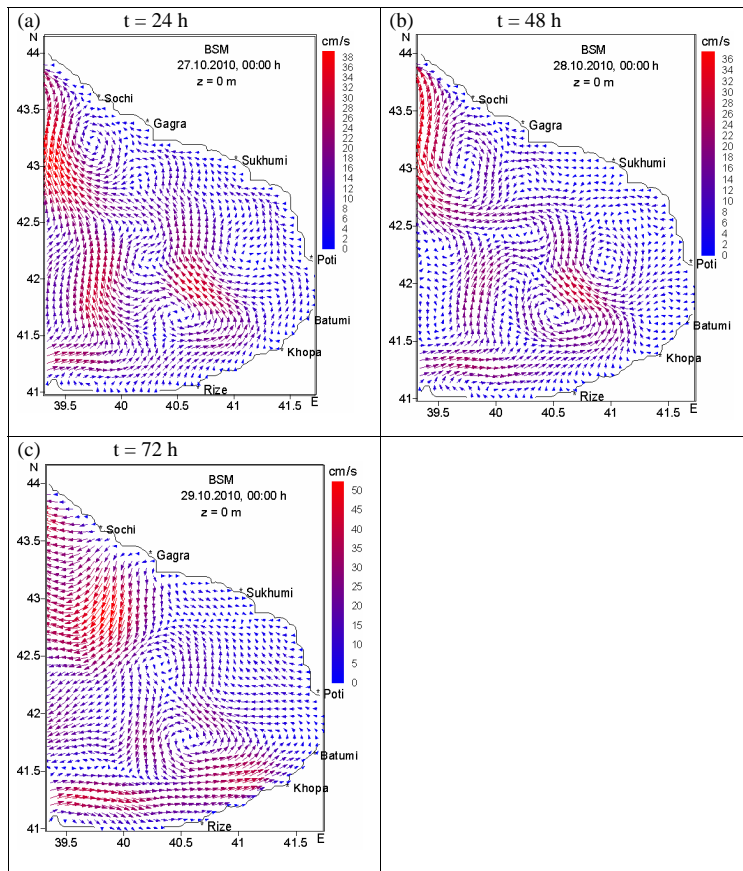 (a) t = 24 h
N
44
43.5
43
42.5
42
41.5
41
39.5 40 40.5 41 41.5
E
BSM
27.10.2010, 00:00 h
z = 0 m
Sochi
Gagra
Sukhumi
Poti
Batumi
Khopa
Rize
cm/s
38
36
34
32
30
28
26
24
22
20
18
16
14
12
10
8
6
4
2
0
(b) t = 48 h
N
44
43.5
43
42.5
42
41.5
41
39.5 40 40.5 41 41.5
E
BSM
28.10.2010, 00:00 h
z = 0 m
Sochi
Gagra
Sukhumi
Poti
Batumi
Khopa
Rize
cm/s
36
34
32
30
28
26
24
22
20
18
16
14
12
10
8
6
4
2
0
(c) t = 72 h
N
44
43.5
43
42.5
42
41.5
41
39.5 40 40.5 41 41.5
E
BSM
29.10.2010, 00:00 h
z = 0 m
Sochi
Gagra
Sukhumi
Poti
Batumi
Khopa
Rize
cm/s
50
45
40
35
30
25
20
15
10
5
0